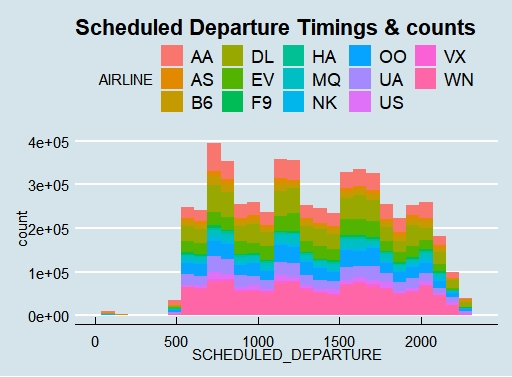 Scheduled Departure Timings & counts
AA DL HA OO VX
AIRLINE AS EV MQ UA WN
B6 F9 NK US
4e+05
3e+05
2e+05
1e+05
0e+00
count
0 500 1000 1500 2000
SCHEDULED_DEPARTURE